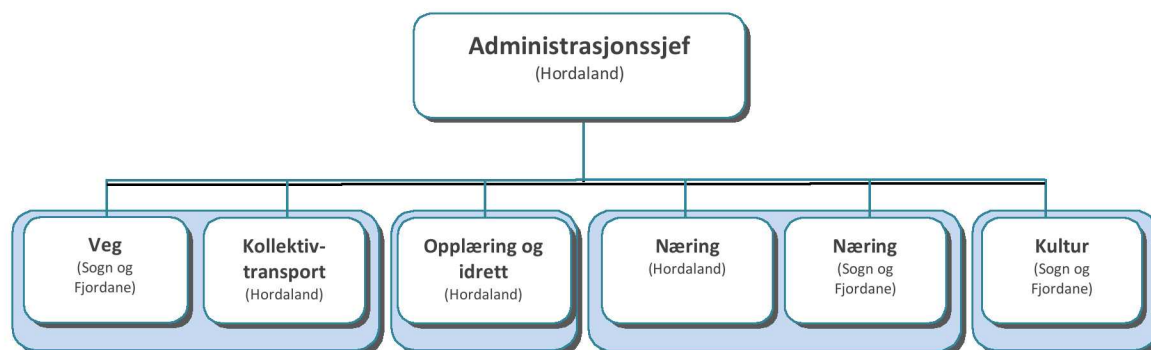 Administrasjonssjef
(Hordaland)
Veg
(Sogn og
Fjordane)
Kollektiv-
transport
(Hordaland)
Opplæring og
idrett
(Hordaland)
Næring
(Hordaland)
Næring
(Sogn og
Fjordane)
Kultur
(Sogn og
Fjordane)